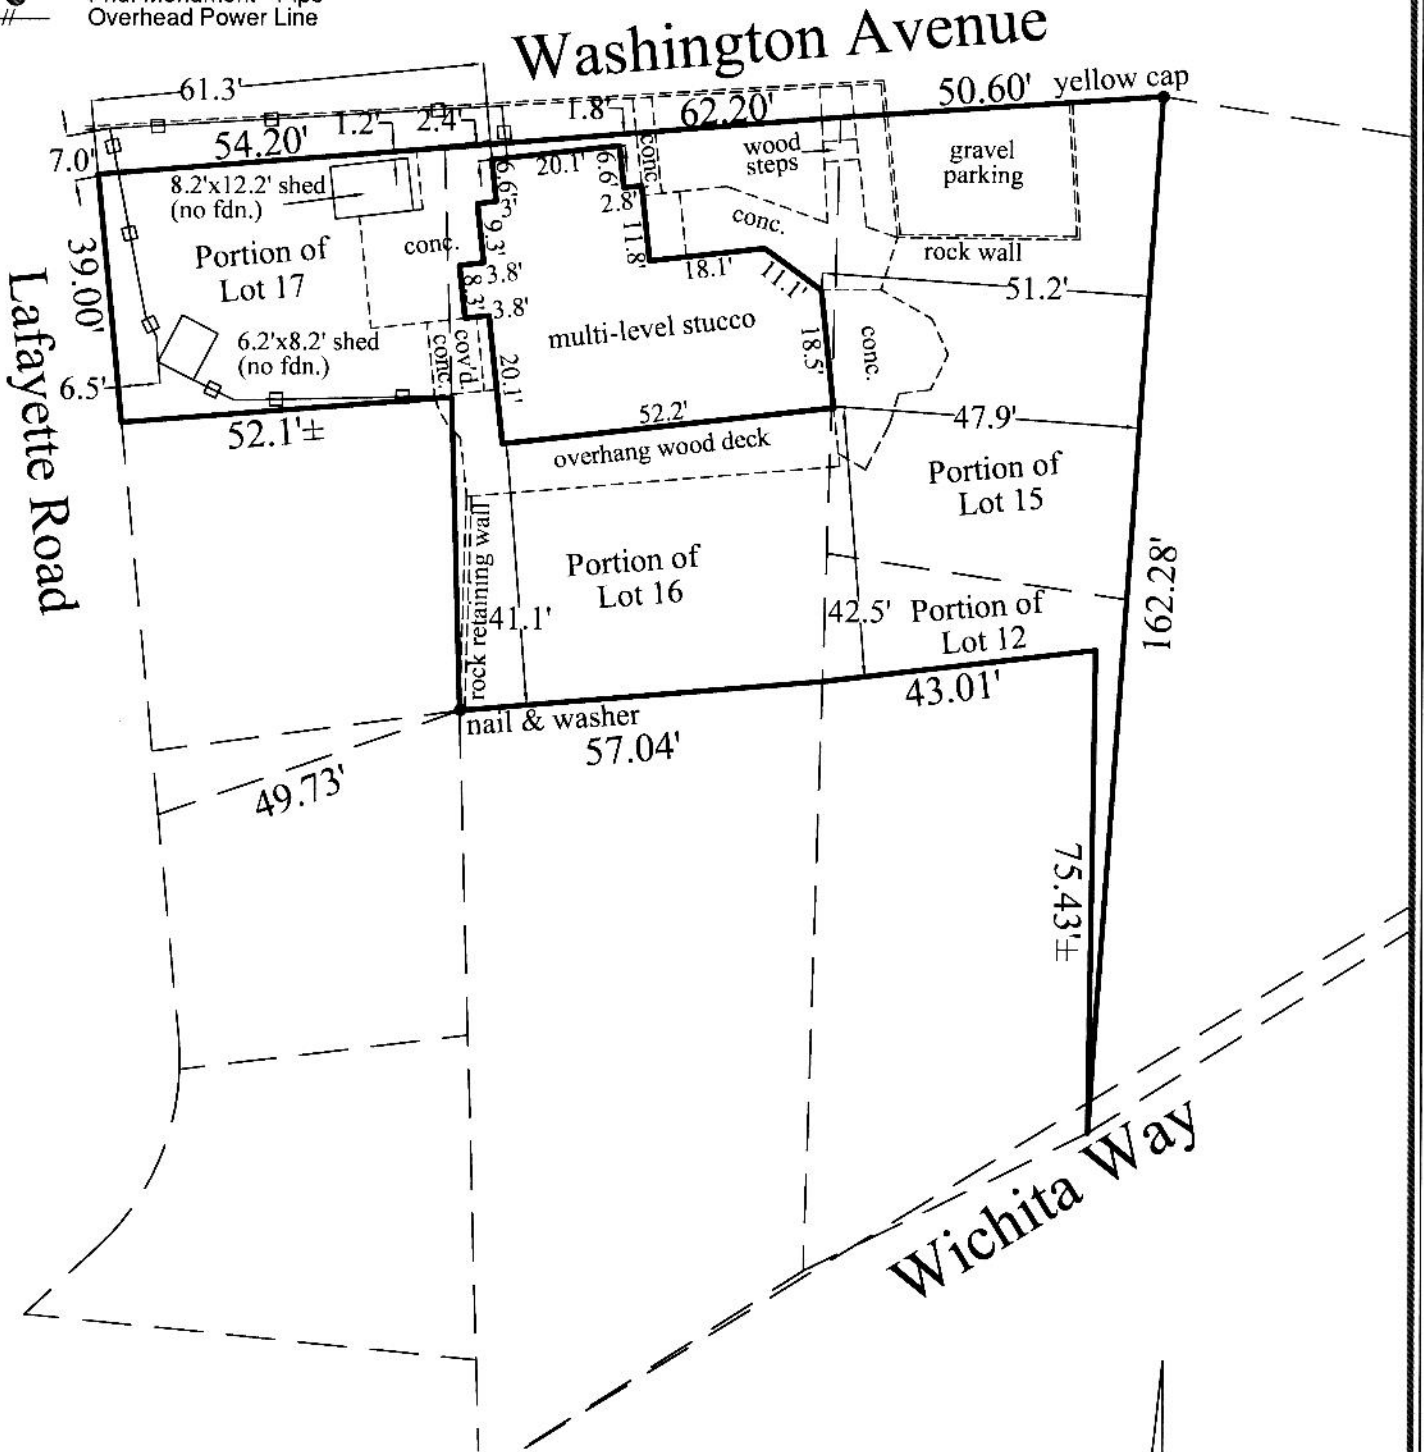 Overhead Power Line
Washington Avenue
61.3'
50.60'
yellow cap
1.8'
62.20'
2.4'
1.2'
54.20'
7.0'
wood
steps
gravel
parking
conc.
20.1'
6.6'
6.6'
8.2'x12.2' shed
(no fdn.)
3'
2.8'
conc.
Portion of
Lot 17
conc.
9.3'
11.8'
rock wall
39.00'
3.8'
18.1'
11.1'
51.2'
8.3'
3.8'
multi-level stucco
Lafayette Road
6.2'x8.2' shed
(no fdn.)
conc.
cov'd.
18.5'
conc.
20.1'
6.5'
52.2'
47.9'
52.1'±
overhang wood deck
Portion of
Lot 15
rock retaining wall
Portion of
Lot 16
162.28'
41.1'
42.5'
Portion of
Lot 12
43.01'
nail & washer
57.04'
49.73'
75.43'±
Wichita Way